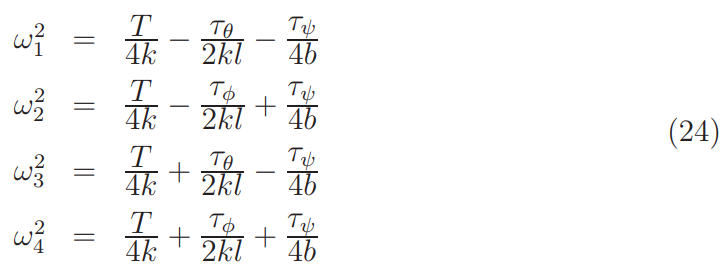 ω₁² = T/4k − τ_θ/2kl − τ_ψ/4b
ω₂² = T/4k − τ_ϕ/2kl + τ_ψ/4b
(24)
ω₃² = T/4k + τ_θ/2kl − τ_ψ/4b
ω₄² = T/4k + τ_ϕ/2kl + τ_ψ/4b